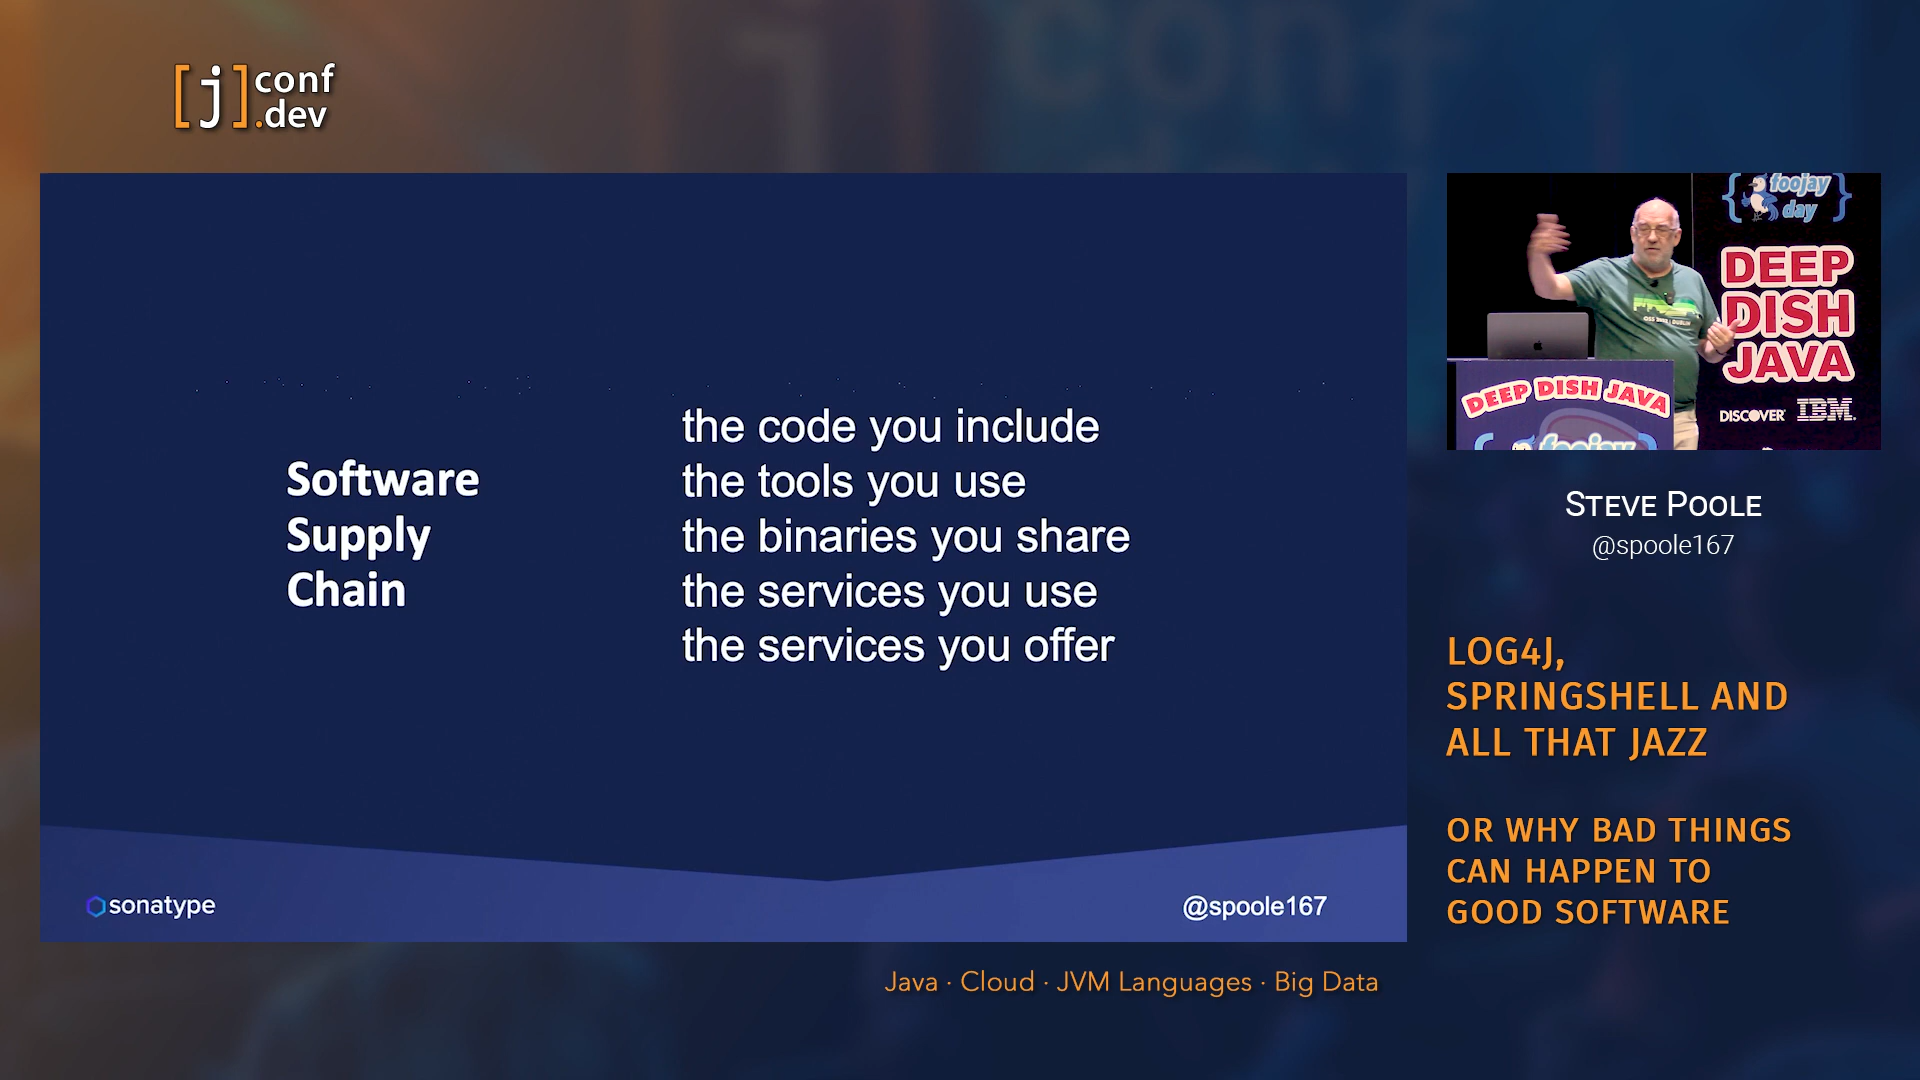 [j] conf
.dev
Software
Supply
Chain
the code you include
the tools you use
the binaries you share
the services you use
the services you offer
sonatype
@spoole167
foojay
day
DEEP
DISH
JAVA
DISCOVER IBM
DEEP DISH JAVA
foojay
STEVE POOLE
@spoole167
LOG4J,
SPRINGSHELL AND
ALL THAT JAZZ
OR WHY BAD THINGS
CAN HAPPEN TO
GOOD SOFTWARE
Java · Cloud · JVM Languages · Big Data